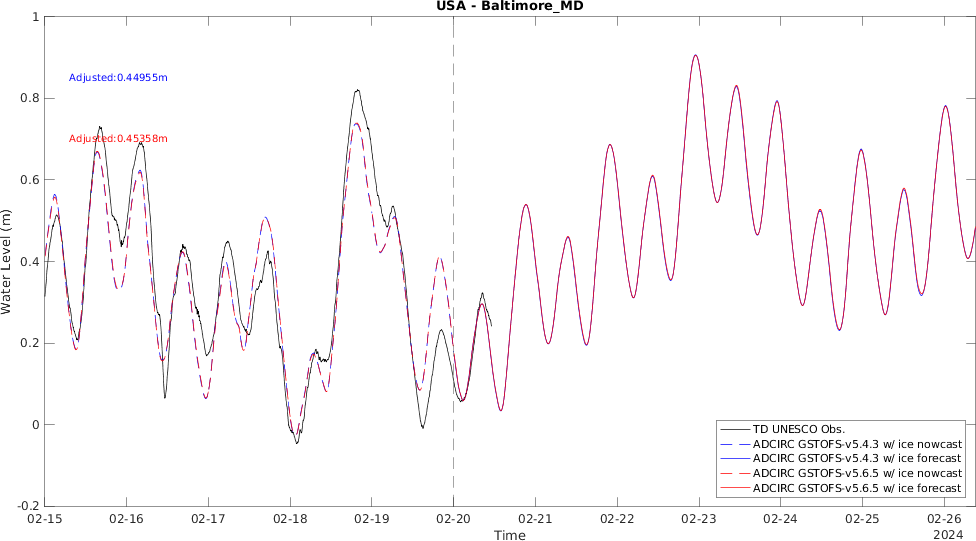 USA - Baltimore_MD
1
Adjusted:0.44955m
0.8
Adjusted:0.45358m
0.6
Water Level (m)
0.4
0.2
0
-0.2
TD UNESCO Obs.
ADCIRC GSTOFS-v5.4.3 w/ ice nowcast
ADCIRC GSTOFS-v5.4.3 w/ ice forecast
ADCIRC GSTOFS-v5.6.5 w/ ice nowcast
ADCIRC GSTOFS-v5.6.5 w/ ice forecast
02-15 02-16 02-17 02-18 02-19 02-20 02-21 02-22 02-23 02-24 02-25 02-26
Time
2024